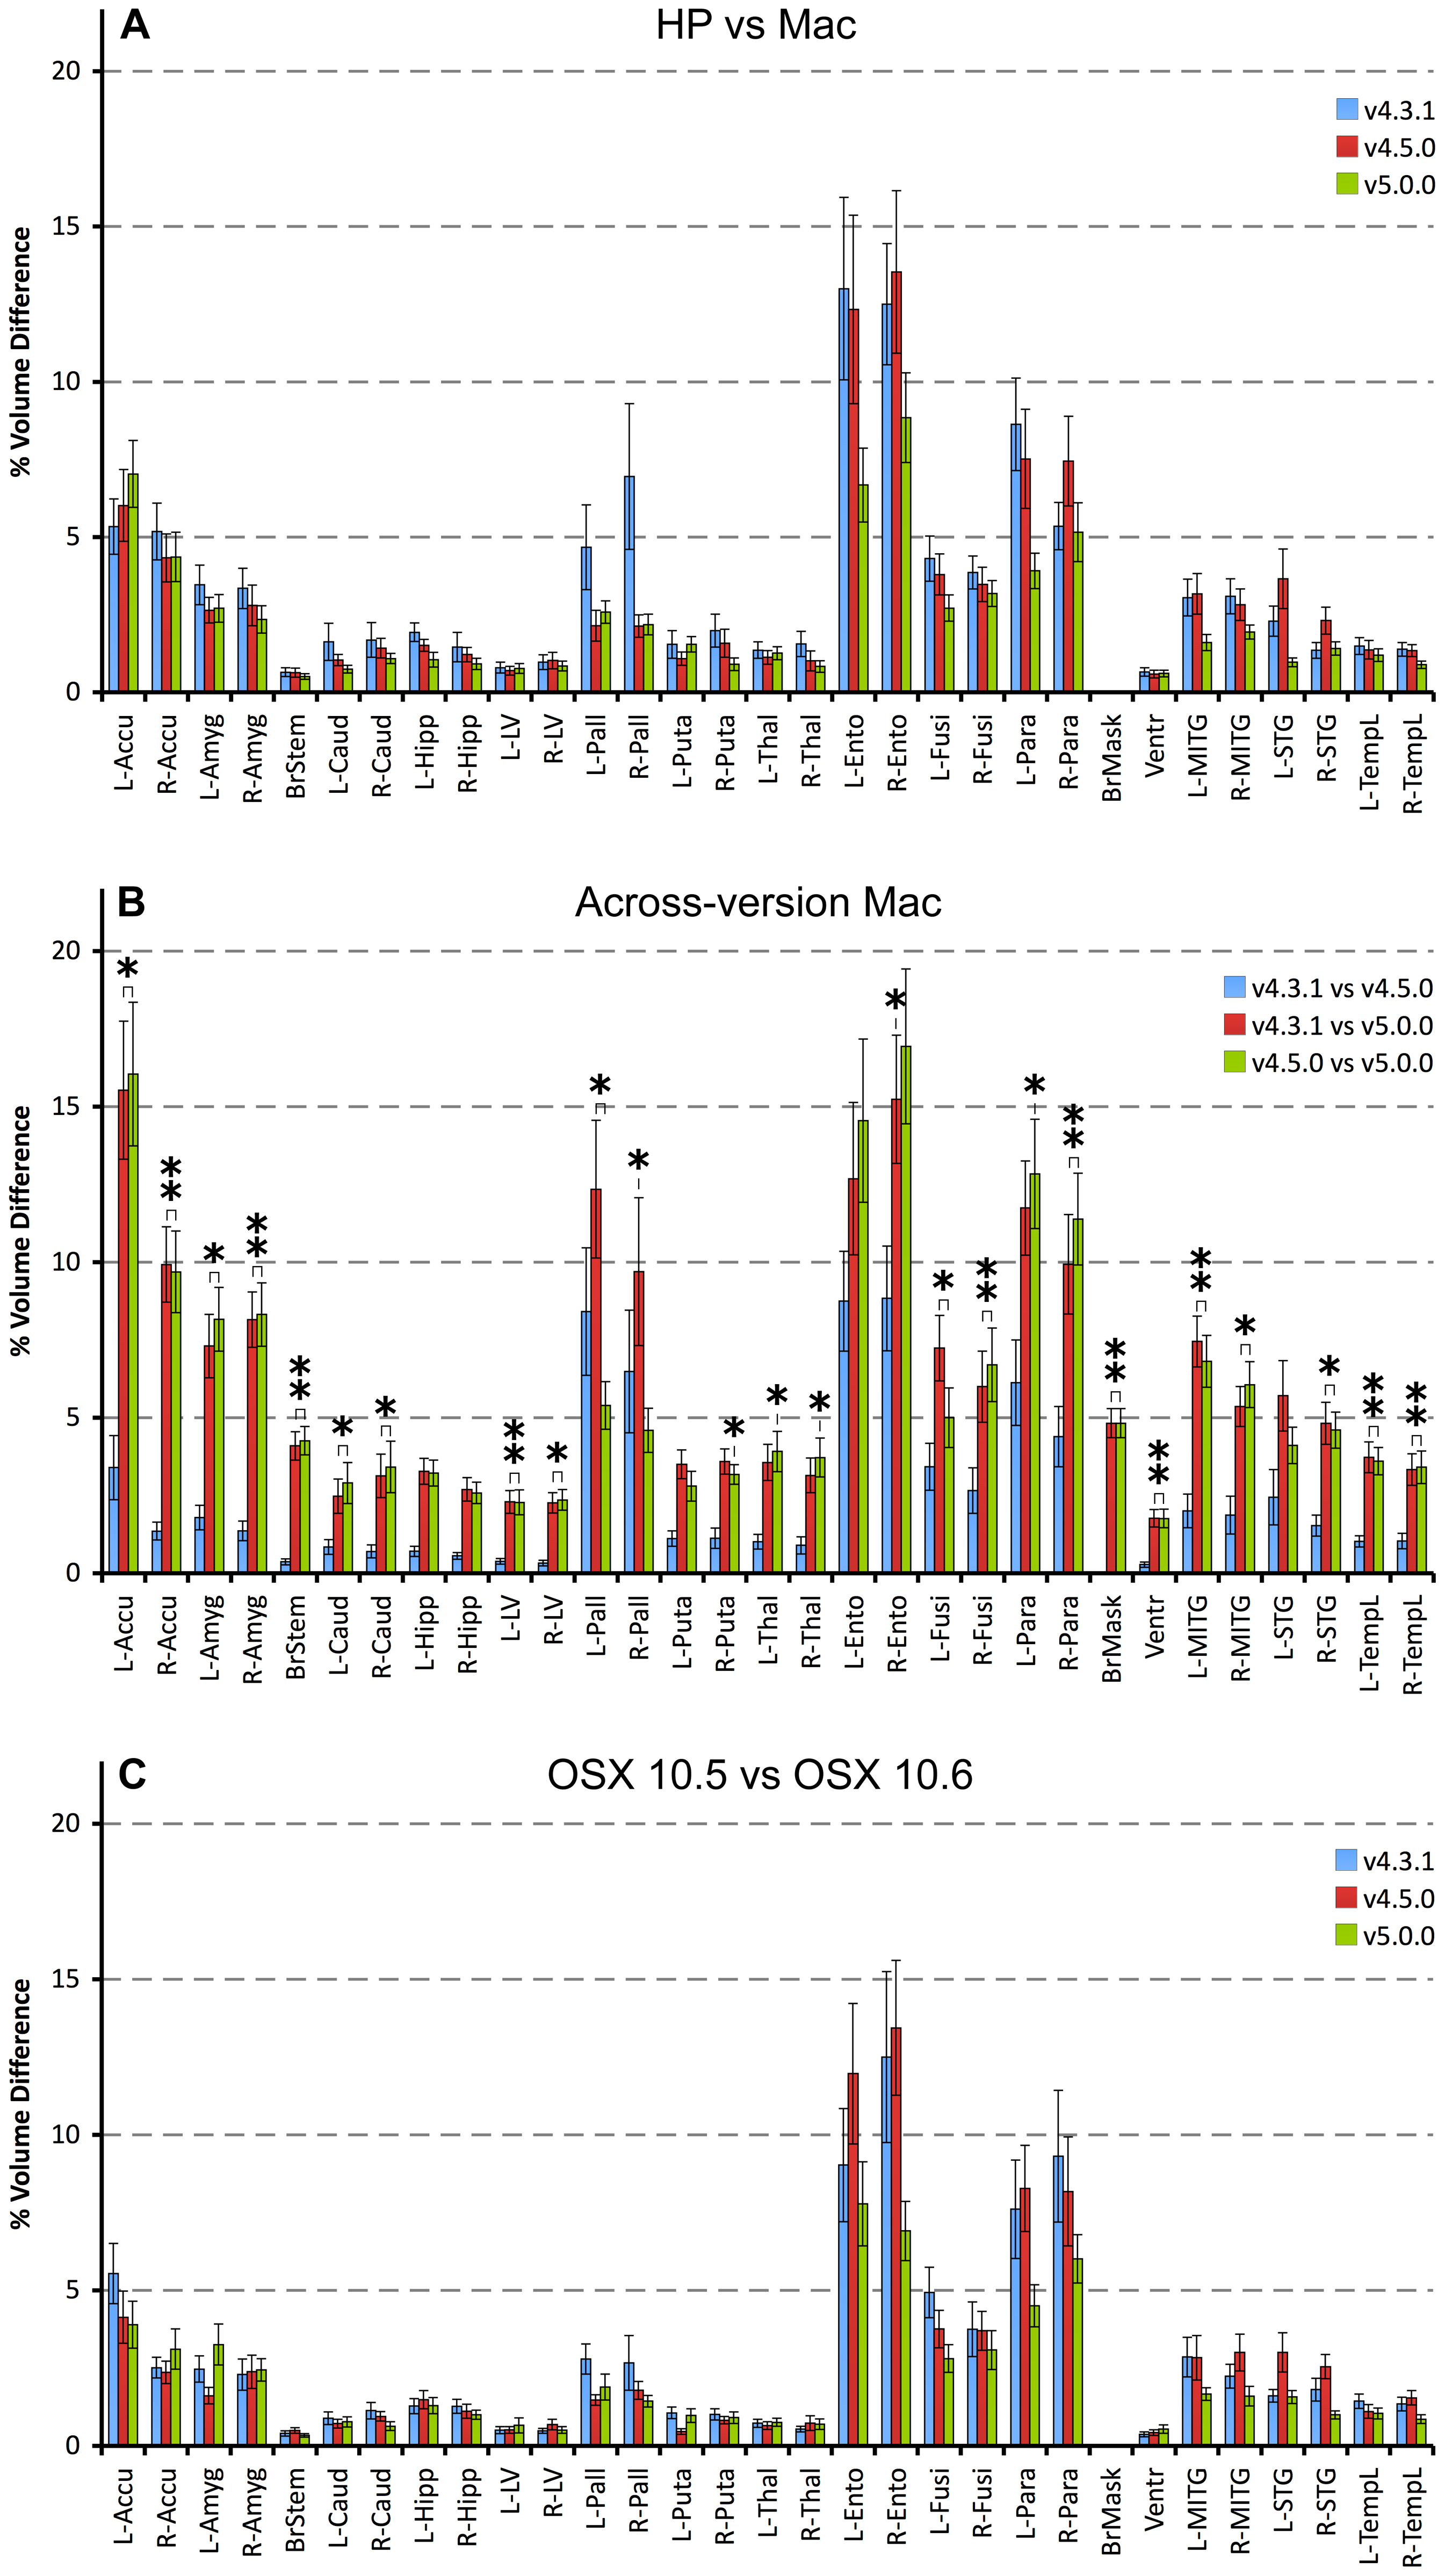 A
HP vs Mac
% Volume Difference
20
15
10
5
0
v4.3.1
v4.5.0
v5.0.0
L-Accu
R-Accu
L-Amyg
R-Amyg
BrStem
L-Caud
R-Caud
L-Hipp
R-Hipp
L-LV
R-LV
L-Pall
R-Pall
L-Puta
R-Puta
L-Thal
R-Thal
L-Ento
R-Ento
L-Fusi
R-Fusi
L-Para
R-Para
BrMask
Ventr
L-MITG
R-MITG
L-STG
R-STG
L-TempL
R-TempL
B
Across-version Mac
% Volume Difference
20
15
10
5
0
v4.3.1 vs v4.5.0
v4.3.1 vs v5.0.0
v4.5.0 vs v5.0.0
*
**
*
**
**
*
*
**
*
*
*
*
*
*
*
*
**
*
**
**
**
**
*
*
**
**
L-Accu
R-Accu
L-Amyg
R-Amyg
BrStem
L-Caud
R-Caud
L-Hipp
R-Hipp
L-LV
R-LV
L-Pall
R-Pall
L-Puta
R-Puta
L-Thal
R-Thal
L-Ento
R-Ento
L-Fusi
R-Fusi
L-Para
R-Para
BrMask
Ventr
L-MITG
R-MITG
L-STG
R-STG
L-TempL
R-TempL
C
OSX 10.5 vs OSX 10.6
% Volume Difference
20
15
10
5
0
v4.3.1
v4.5.0
v5.0.0
L-Accu
R-Accu
L-Amyg
R-Amyg
BrStem
L-Caud
R-Caud
L-Hipp
R-Hipp
L-LV
R-LV
L-Pall
R-Pall
L-Puta
R-Puta
L-Thal
R-Thal
L-Ento
R-Ento
L-Fusi
R-Fusi
L-Para
R-Para
BrMask
Ventr
L-MITG
R-MITG
L-STG
R-STG
L-TempL
R-TempL